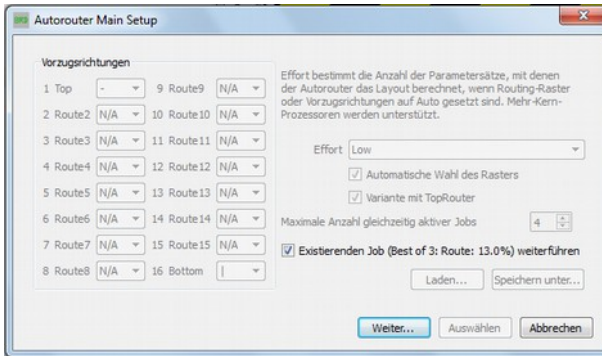 Autorouter Main Setup
Vorzugsrichtungen
1 Top - 9 Route9 N/A
2 Route2 N/A 10 Route10 N/A
3 Route3 N/A 11 Route11 N/A
4 Route4 N/A 12 Route12 N/A
5 Route5 N/A 13 Route13 N/A
6 Route6 N/A 14 Route14 N/A
7 Route7 N/A 15 Route15 N/A
8 Route8 N/A 16 Bottom |
Effort bestimmt die Anzahl der Parametersätze, mit denen
der Autorouter das Layout berechnet, wenn Routing-Raster
oder Vorzugsrichtungen auf Auto gesetzt sind. Mehr-Kern-
Prozessoren werden unterstützt.
Effort Low
Automatische Wahl des Rasters
Variante mit TopRouter
Maximale Anzahl gleichzeitig aktiver Jobs 4
Existierenden Job (Best of 3: Route: 13.0%) weiterführen
Laden... Speichern unter...
Weiter... Auswählen Abbrechen